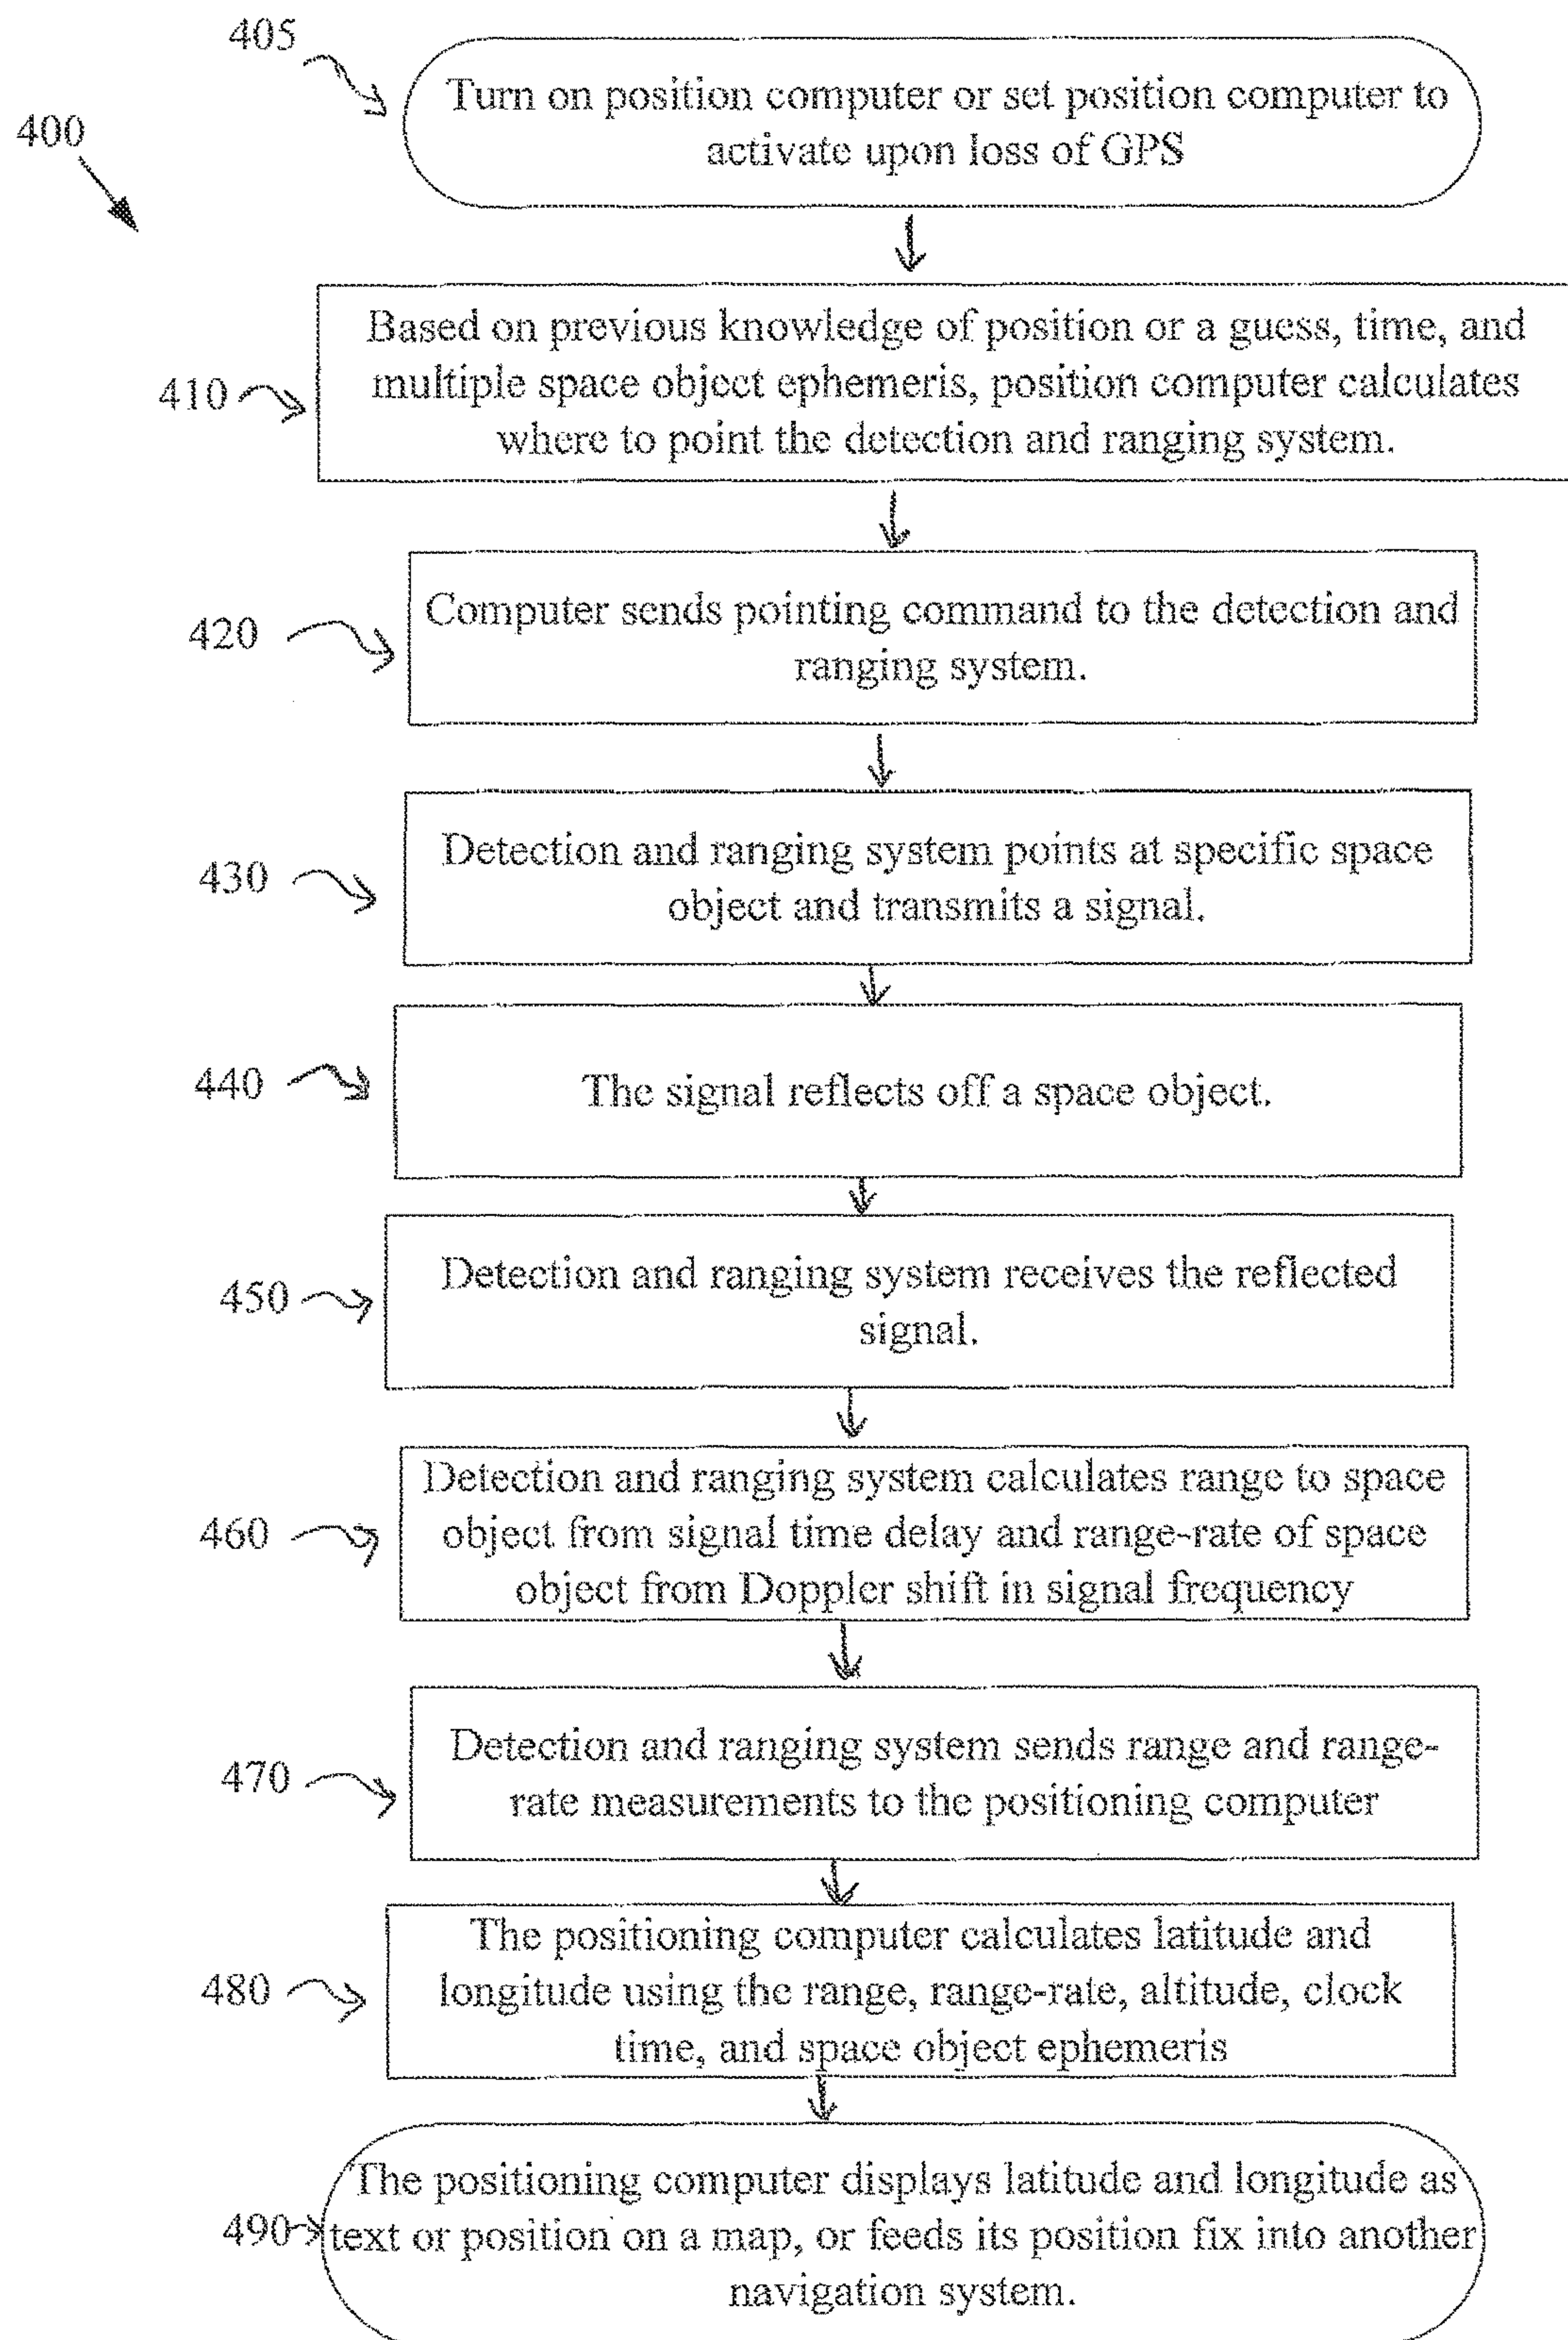 405
Turn on position computer or set position computer to
activate upon loss of GPS
400
410
Based on previous knowledge of position or a guess, time, and
multiple space object ephemeris, position computer calculates
where to point the detection and ranging system.
420
Computer sends pointing command to the detection and
ranging system.
430
Detection and ranging system points at specific space
object and transmits a signal.
440
The signal reflects off a space object.
450
Detection and ranging system receives the reflected
signal.
460
Detection and ranging system calculates range to space
object from signal time delay and range-rate of space
object from Doppler shift in signal frequency
470
Detection and ranging system sends range and range-
rate measurements to the positioning computer
480
The positioning computer calculates latitude and
longitude using the range, range-rate, altitude, clock
time, and space object ephemeris
490
The positioning computer displays latitude and longitude as
text or position on a map, or feeds its position fix into another
navigation system.